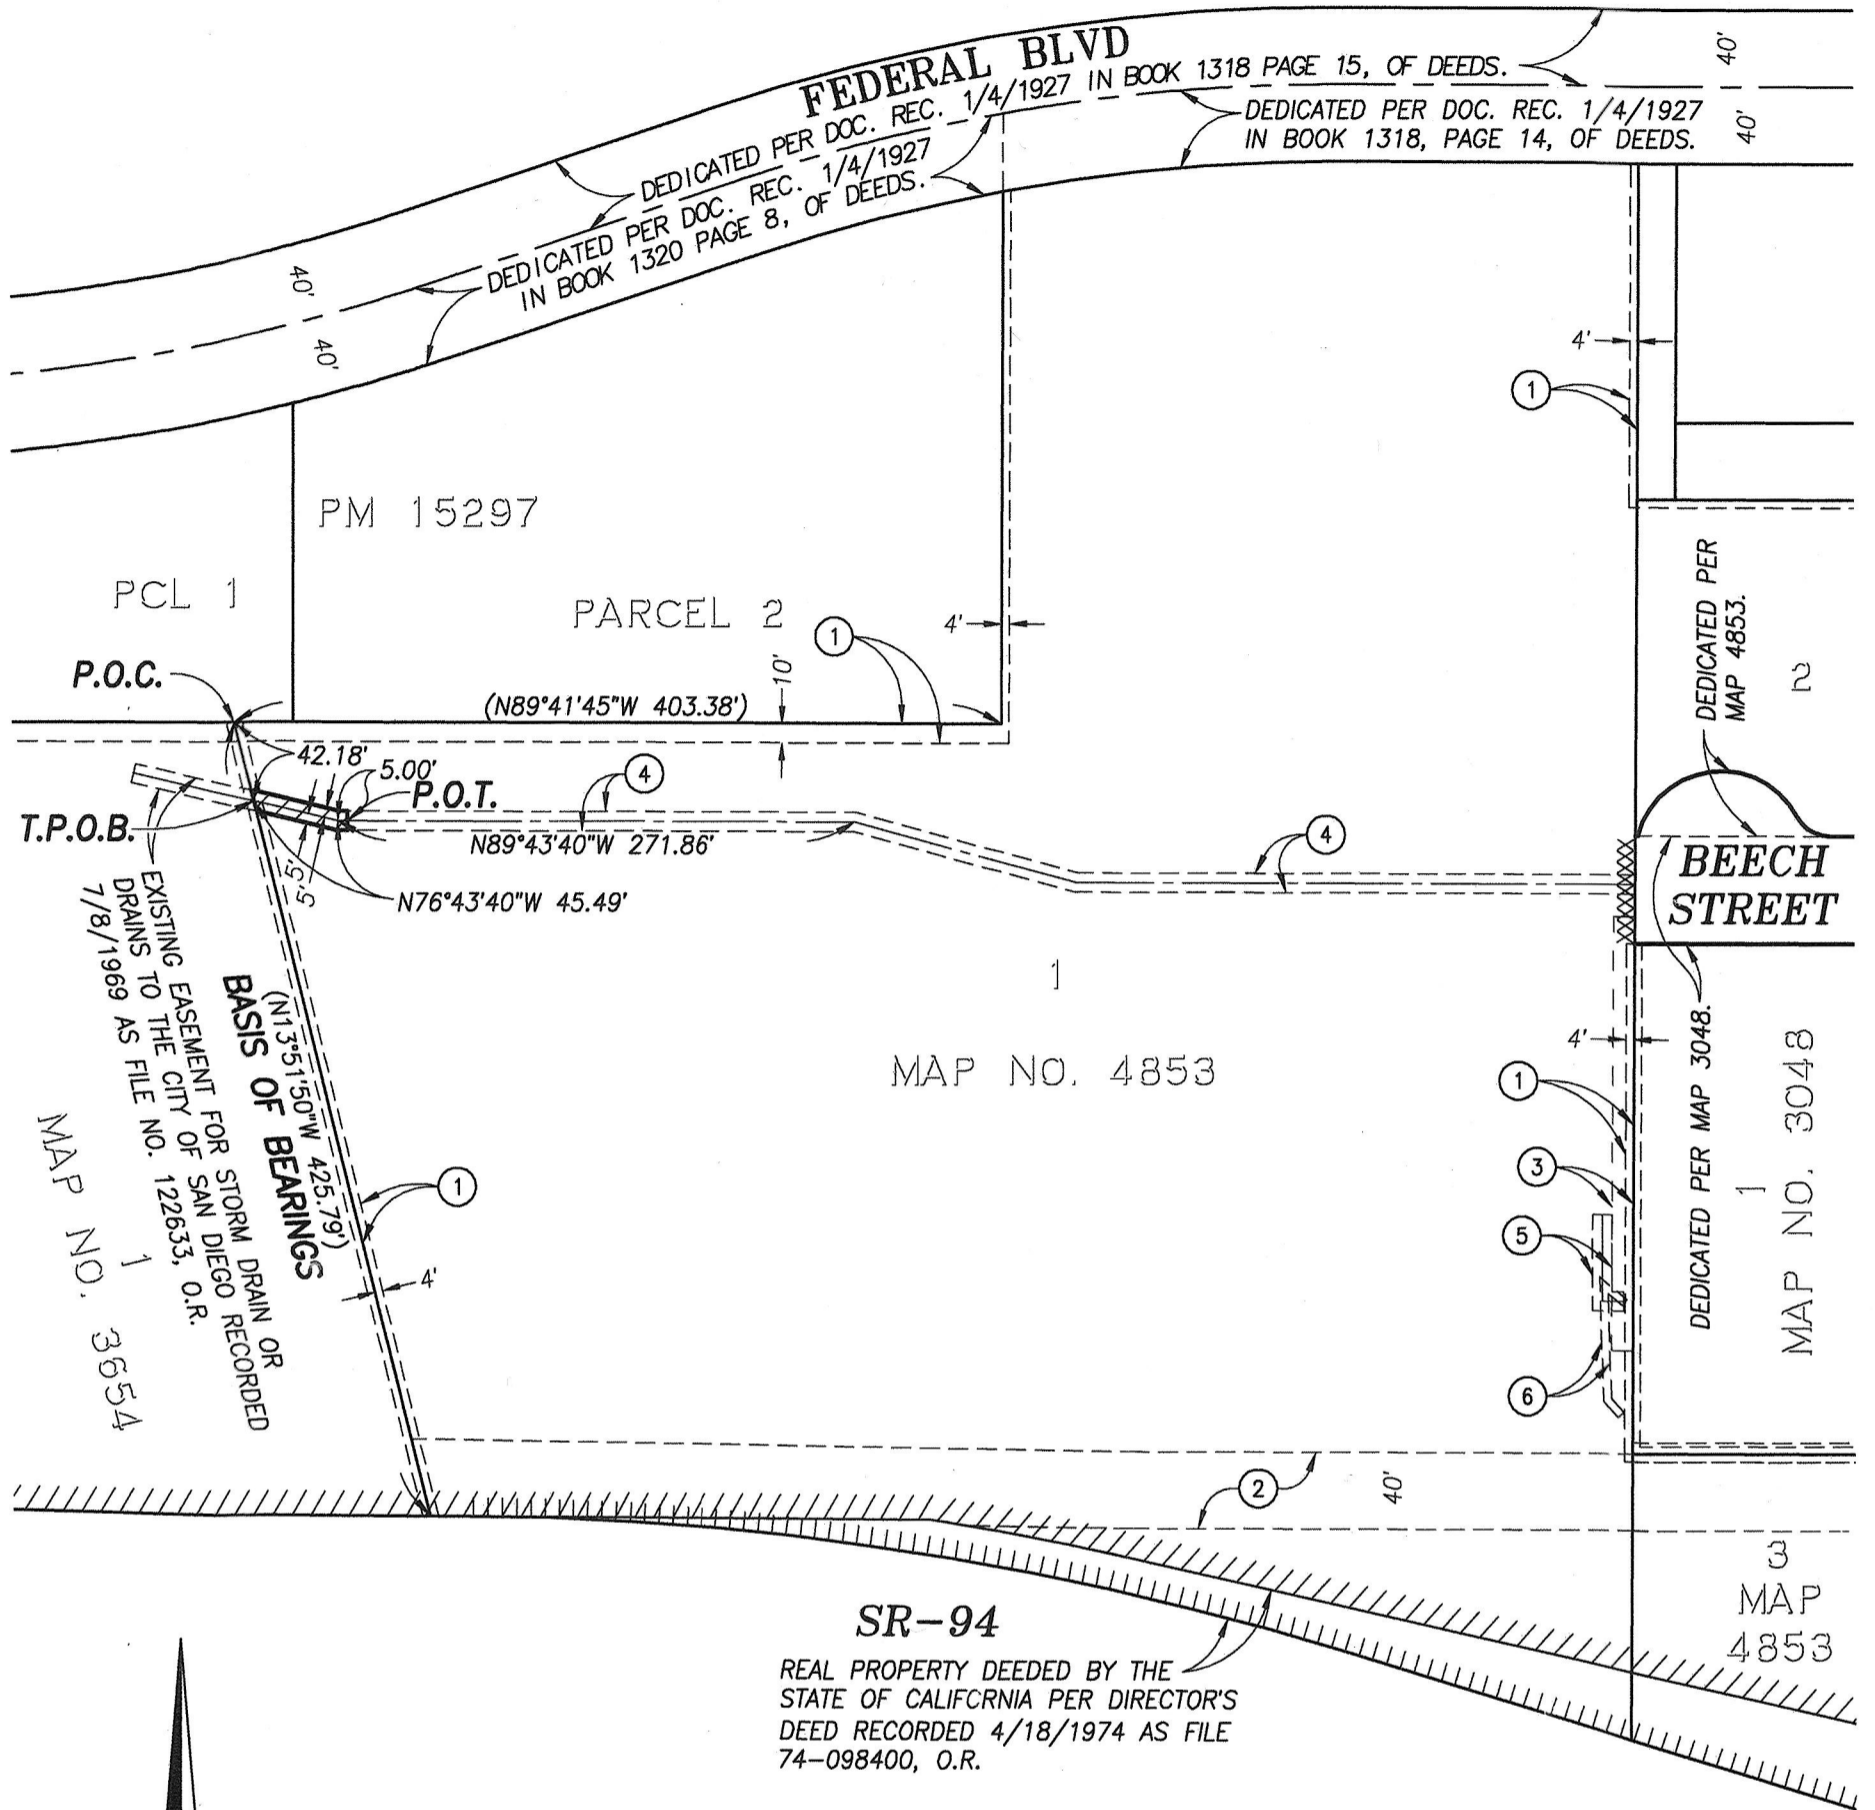 FEDERAL BLVD
DEDICATED PER DOC. REC. 1/4/1927 IN BOOK 1318 PAGE 15, OF DEEDS.
DEDICATED PER DOC. REC. 1/4/1927
IN BOOK 1320 PAGE 8, OF DEEDS.
DEDICATED PER DOC. REC. 1/4/1927
IN BOOK 1318, PAGE 14, OF DEEDS.
40'
40'
40'
40'
4'
1
PM 15297
PCL 1
PARCEL 2
1
4'
10'
P.O.C.
(N89°41'45"W 403.38')
42.18'
5.00'
4
P.O.T.
T.P.O.B.
N89°43'40"W 271.86'
5'
5'
N76°43'40"W 45.49'
4
DEDICATED PER
MAP 4853.
2
BEECH
STREET
EXISTING EASEMENT FOR STORM DRAIN OR
DRAINS TO THE CITY OF SAN DIEGO RECORDED
7/8/1969 AS FILE NO. 122633, O.R.
(N13°51'50"W 425.79')
BASIS OF BEARINGS
1
MAP NO. 3654
1
4'
1
MAP NO. 4853
4'
1
3
5
6
DEDICATED PER MAP 3048.
1
MAP NO. 3048
2
40'
3
MAP
4853
SR-94
REAL PROPERTY DEEDED BY THE
STATE OF CALIFCRNIA PER DIRECTOR'S
DEED RECORDED 4/18/1974 AS FILE
74-098400, O.R.